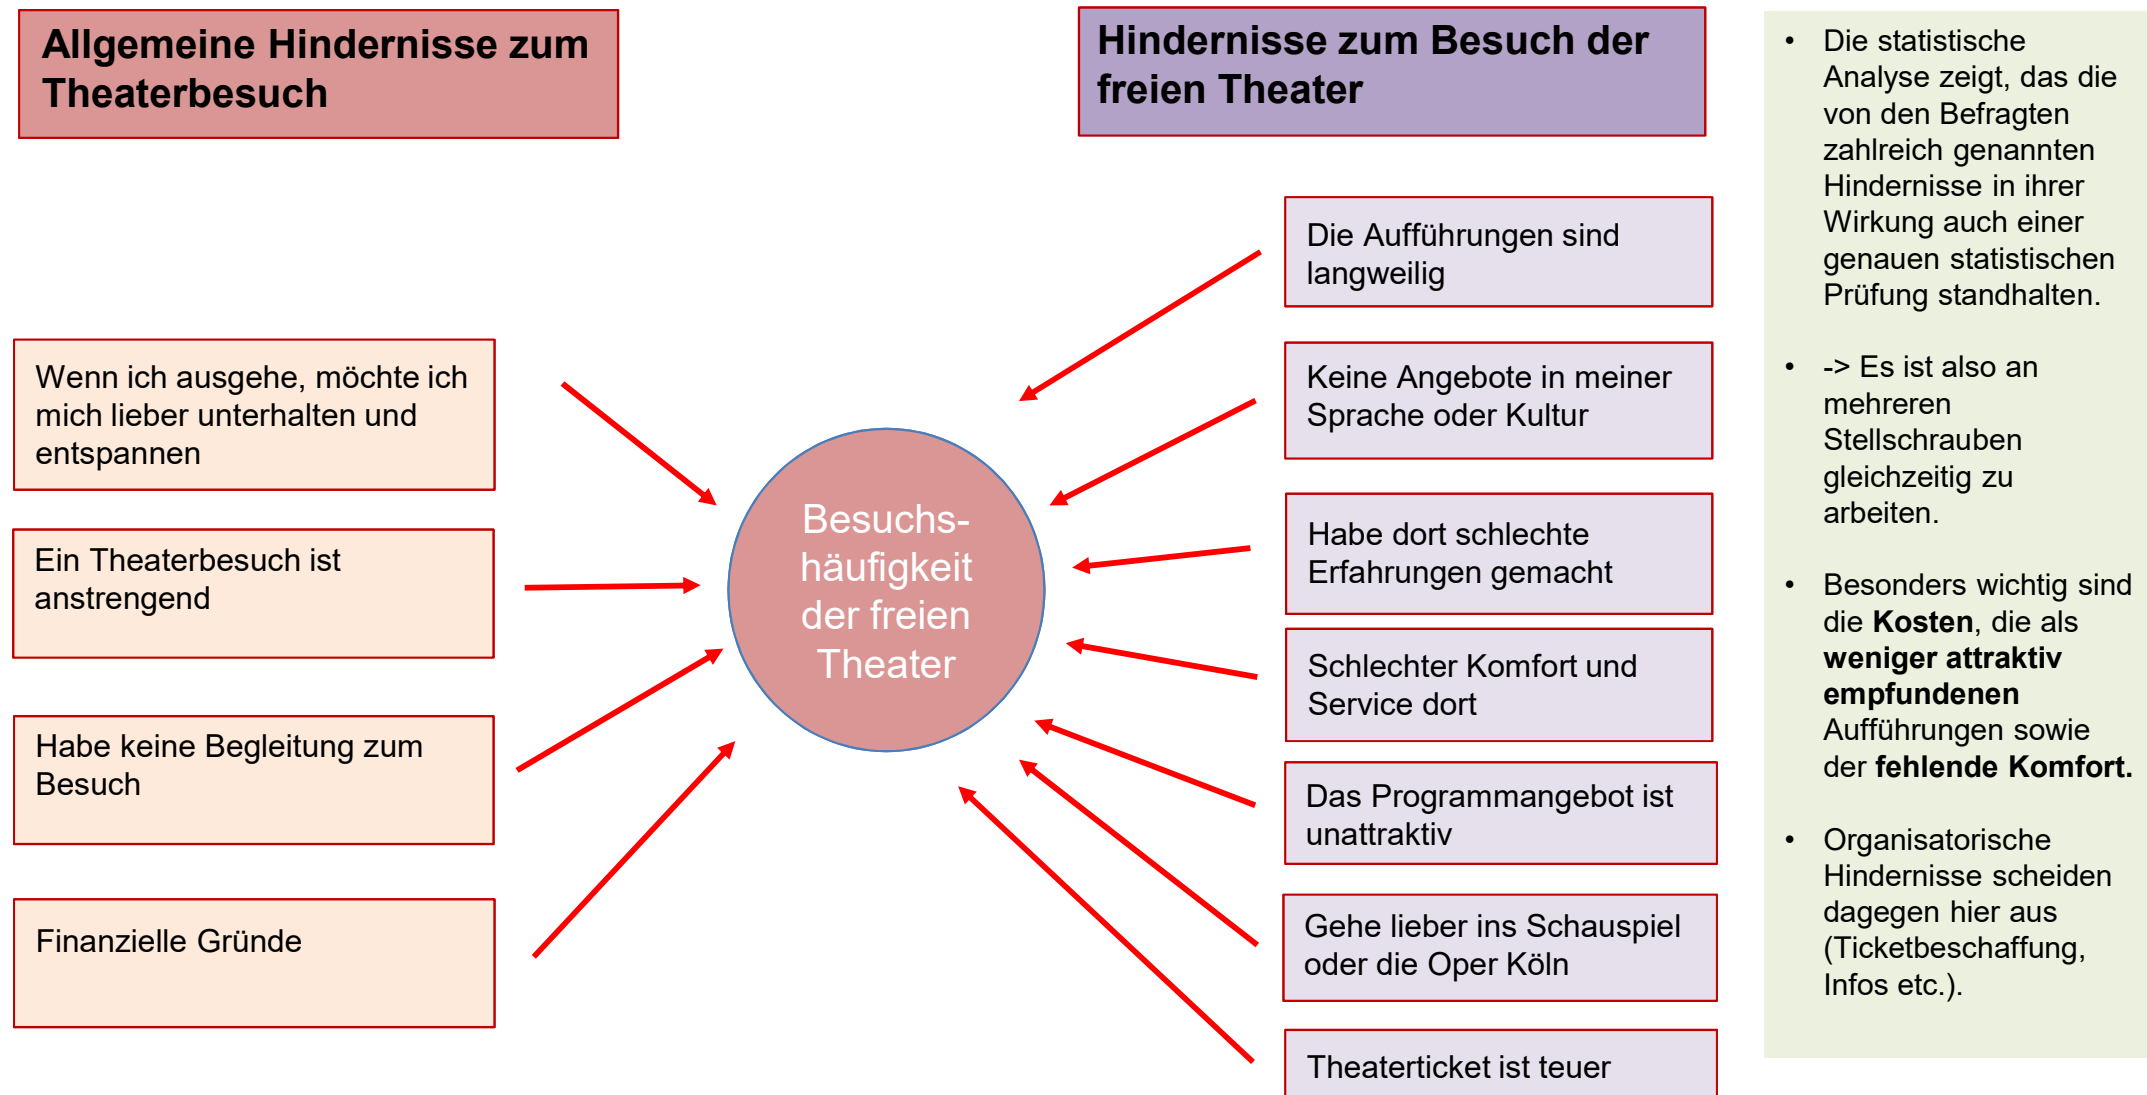 Allgemeine Hindernisse zum
Theaterbesuch
Hindernisse zum Besuch der
freien Theater
Wenn ich ausgehe, möchte ich
mich lieber unterhalten und
entspannen
Ein Theaterbesuch ist
anstrengend
Habe keine Begleitung zum
Besuch
Finanzielle Gründe
Besuchs-
häufigkeit
der freien
Theater
Die Aufführungen sind
langweilig
Keine Angebote in meiner
Sprache oder Kultur
Habe dort schlechte
Erfahrungen gemacht
Schlechter Komfort und
Service dort
Das Programmangebot ist
unattraktiv
Gehe lieber ins Schauspiel
oder die Oper Köln
Theaterticket ist teuer
• Die statistische
Analyse zeigt, das die
von den Befragten
zahlreich genannten
Hindernisse in ihrer
Wirkung auch einer
genauen statistischen
Prüfung standhalten.
• -> Es ist also an
mehreren
Stellschrauben
gleichzeitig zu
arbeiten.
• Besonders wichtig sind
die Kosten, die als
weniger attraktiv
empfundenen
Aufführungen sowie
der fehlende Komfort.
• Organisatorische
Hindernisse scheiden
dagegen hier aus
(Ticketbeschaffung,
Infos etc.).